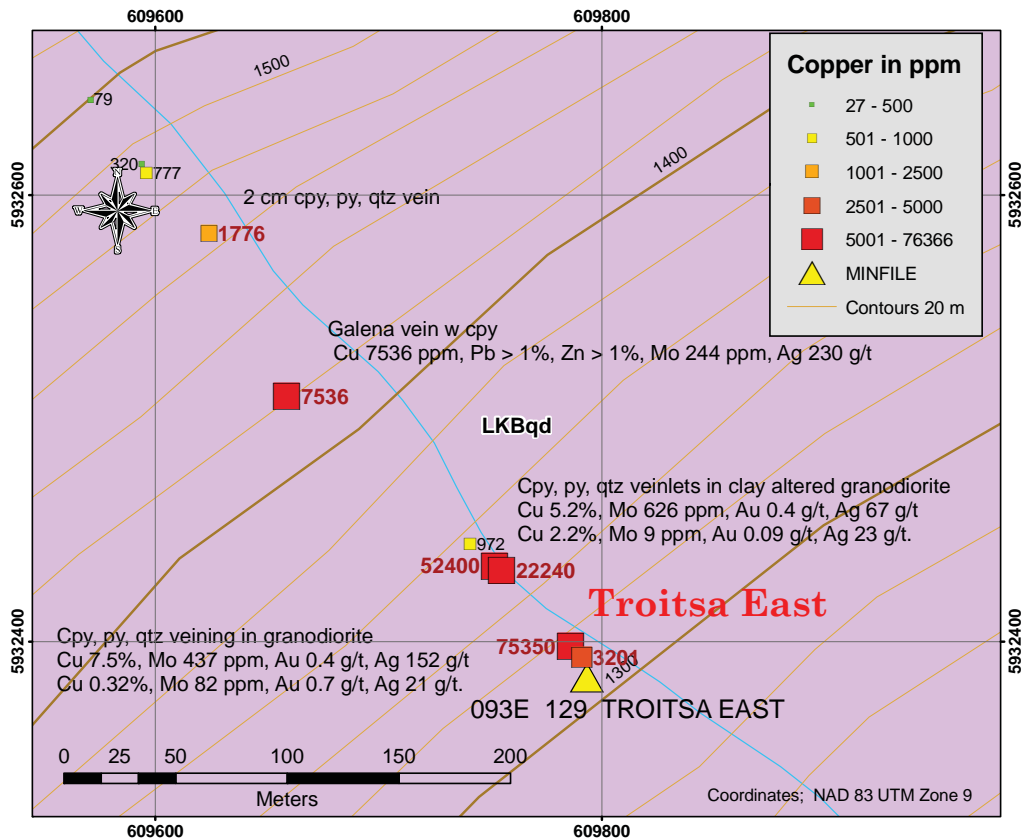 609600
609800
Copper in ppm
27 - 500
501 - 1000
1001 - 2500
2501 - 5000
5001 - 76366
MINFILE
Contours 20 m
1500
79
1400
320
777
N
W
E
S
5932600
5932600
2 cm cpy, py, qtz vein
1776
Galena vein w cpy
Cu 7536 ppm, Pb > 1%, Zn > 1%, Mo 244 ppm, Ag 230 g/t
7536
LKBqd
Cpy, py, qtz veinlets in clay altered granodiorite
Cu 5.2%, Mo 626 ppm, Au 0.4 g/t, Ag 67 g/t
Cu 2.2%, Mo 9 ppm, Au 0.09 g/t, Ag 23 g/t.
972
52400
22240
Troitsa East
5932400
5932400
Cpy, py, qtz veining in granodiorite
Cu 7.5%, Mo 437 ppm, Au 0.4 g/t, Ag 152 g/t
Cu 0.32%, Mo 82 ppm, Au 0.7 g/t, Ag 21 g/t.
75350
3201
1300
093E 129 TROITSA EAST
0 25 50 100 150 200
Meters
Coordinates; NAD 83 UTM Zone 9
609600
609800